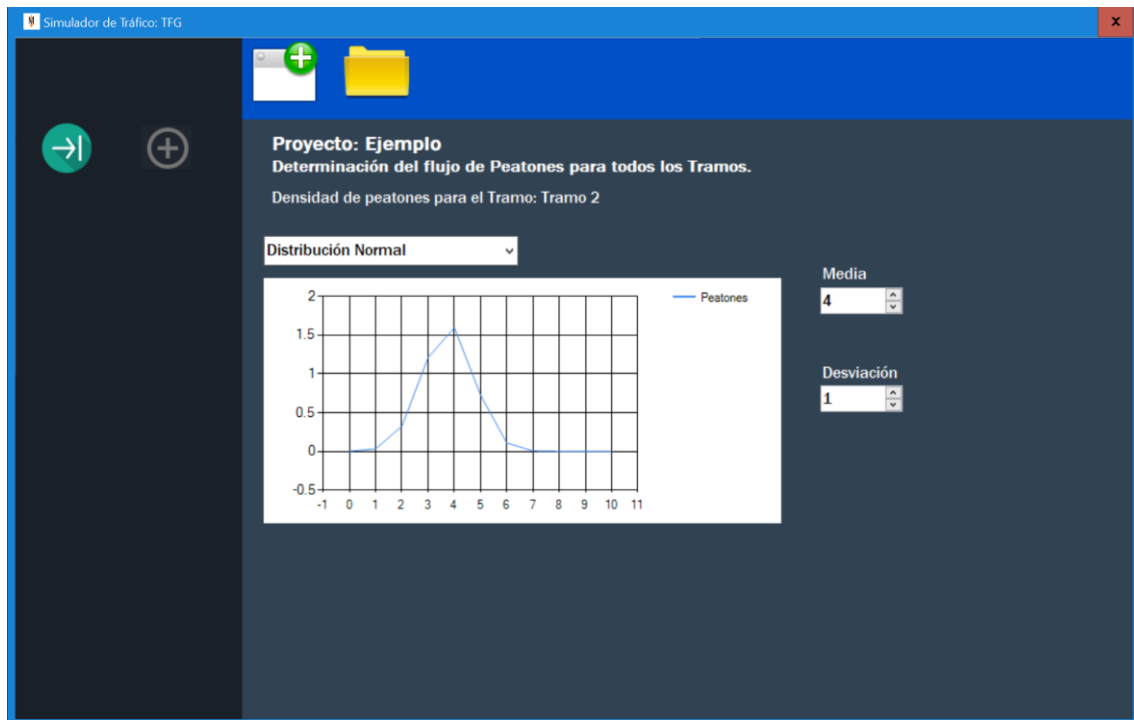 Simulador de Tráfico: TFG
x
Proyecto: Ejemplo
Determinación del flujo de Peatones para todos los Tramos.
Densidad de peatones para el Tramo: Tramo 2
Distribución Normal
Media
4
Desviación
1
Peatones
2
1.5
1
0.5
0
-0.5
-1 0 1 2 3 4 5 6 7 8 9 10 11